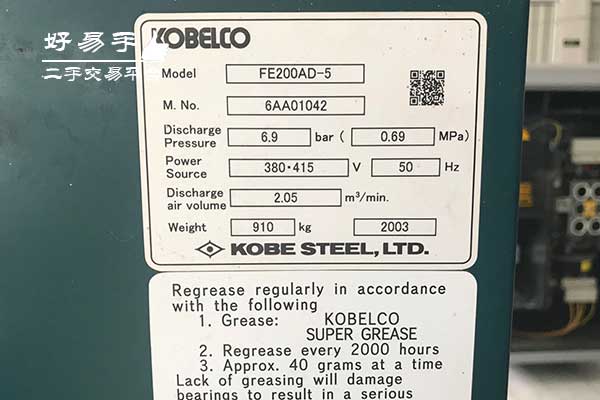 好易手
二手交易平
KOBELCO
Model FE200AD-5
M. No. 6AA01042
Discharge Pressure 6.9 bar ( 0.69 MPa)
Power Source 380·415 V 50 Hz
Discharge air volume 2.05 m³/min.
Weight 910 kg 2003
KOBE STEEL, LTD.
Regrease regularly in accordance
with the following
1. Grease: KOBELCO
SUPER GREASE
2. Regrease every 2000 hours
3. Approx. 40 grams at a time
Lack of greasing will damage
bearings to result in a serious